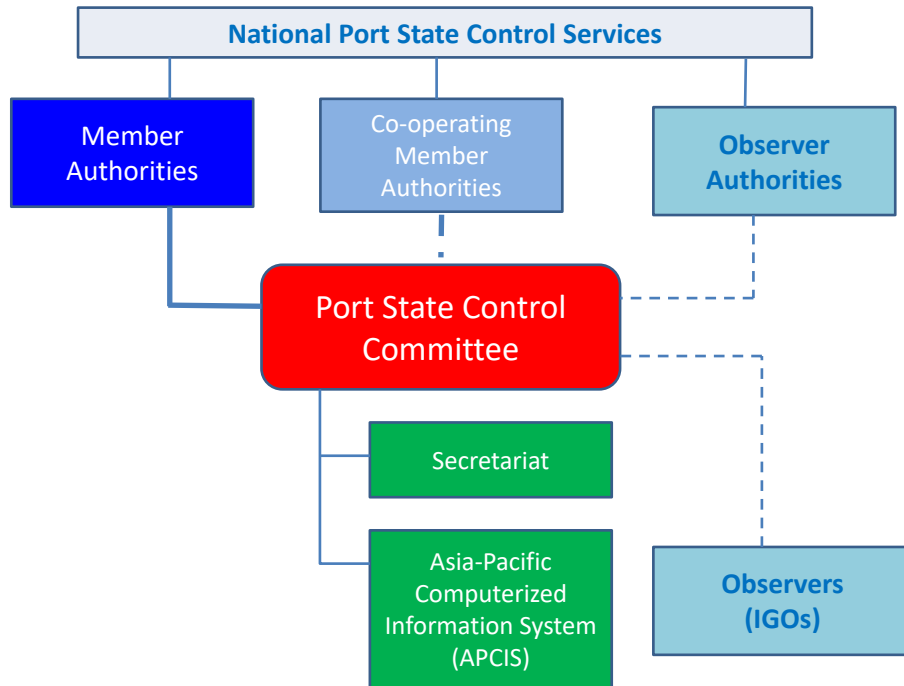 National Port State Control Services
Member
Authorities
Co-operating
Member
Authorities
Observer
Authorities
Port State Control
Committee
Secretariat
Asia-Pacific
Computerized
Information System
(APCIS)
Observers
(IGOs)